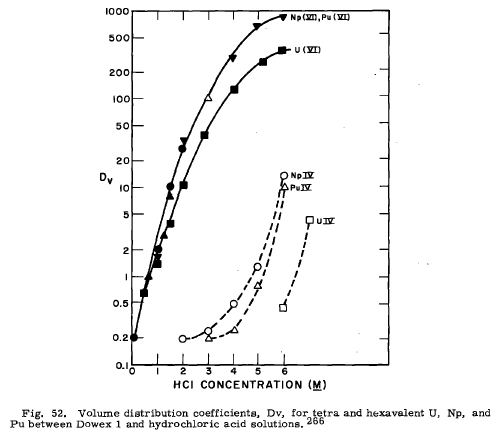 1000
500
200
100
50
20
10
5
2
1
0.5
0.2
0.1
Dv
Np(VI), Pu(VI)
U(VI)
Np IV
Pu IV
U IV
0 1 2 3 4 5 6
HCl CONCENTRATION (M)
Fig. 52. Volume distribution coefficients, Dv, for tetra and hexavalent U, Np, and
Pu between Dowex 1 and hydrochloric acid solutions. 266